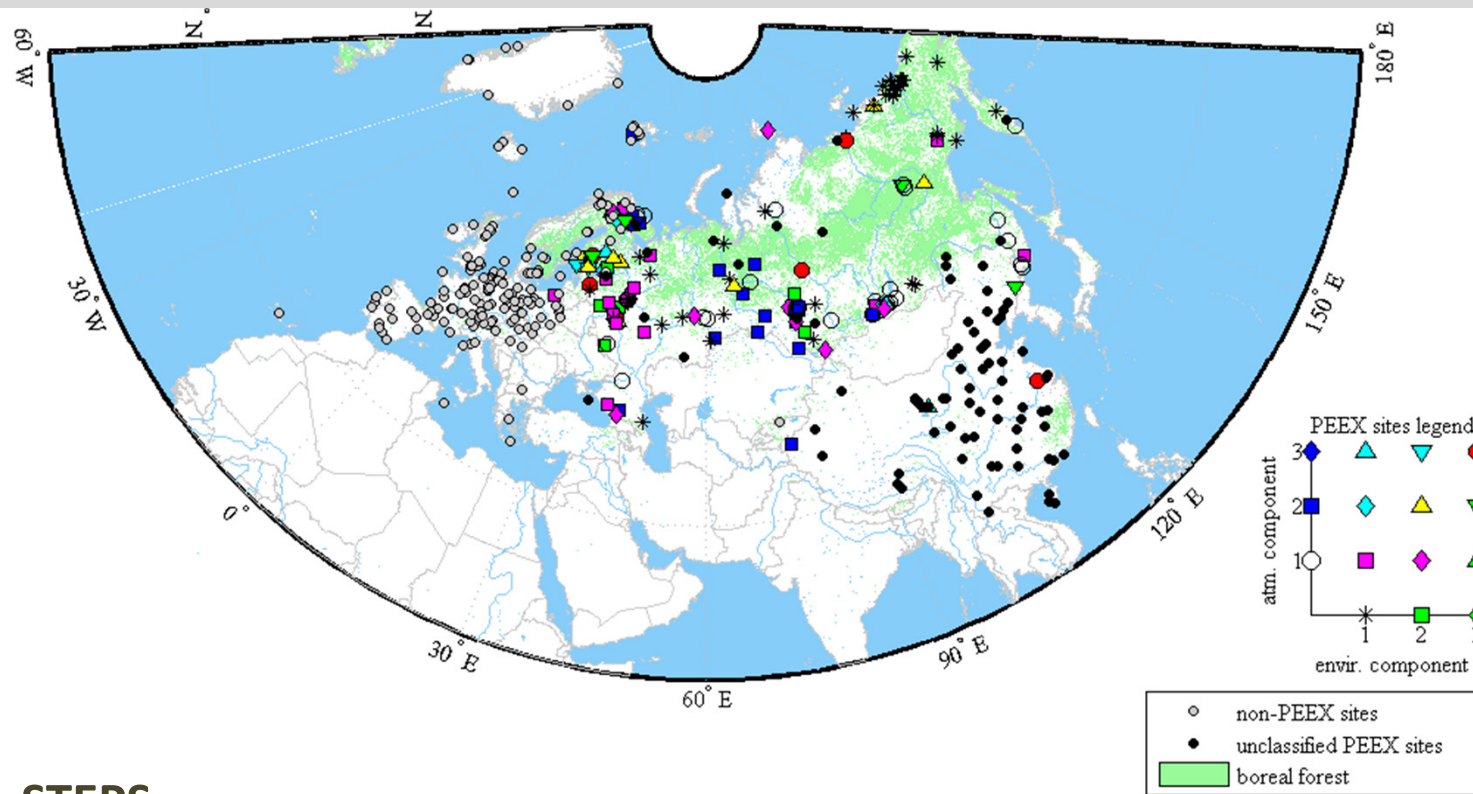 N°
N°
60° W
180° E
30° W
150° E
0°
120° E
30° E
90° E
60° E
PEEX sites legend
atm. component
3
2
1
1 2
envir. component
non-PEEX sites
unclassified PEEX sites
boreal forest
STEPS